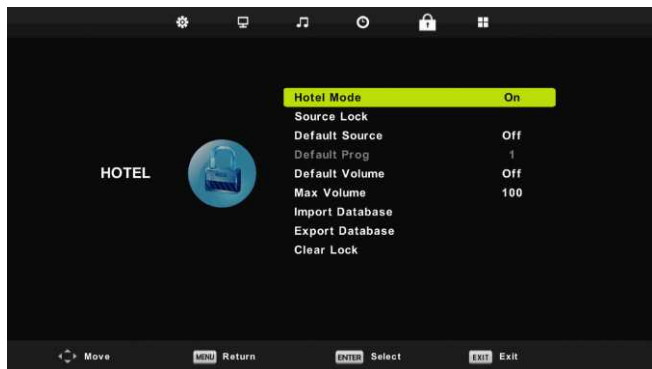 Hotel Mode On
Source Lock
Default Source Off
Default Prog 1
HOTEL
Default Volume Off
Max Volume 100
Import Database
Export Database
Clear Lock
Move MENU Return ENTER Select EXIT Exit